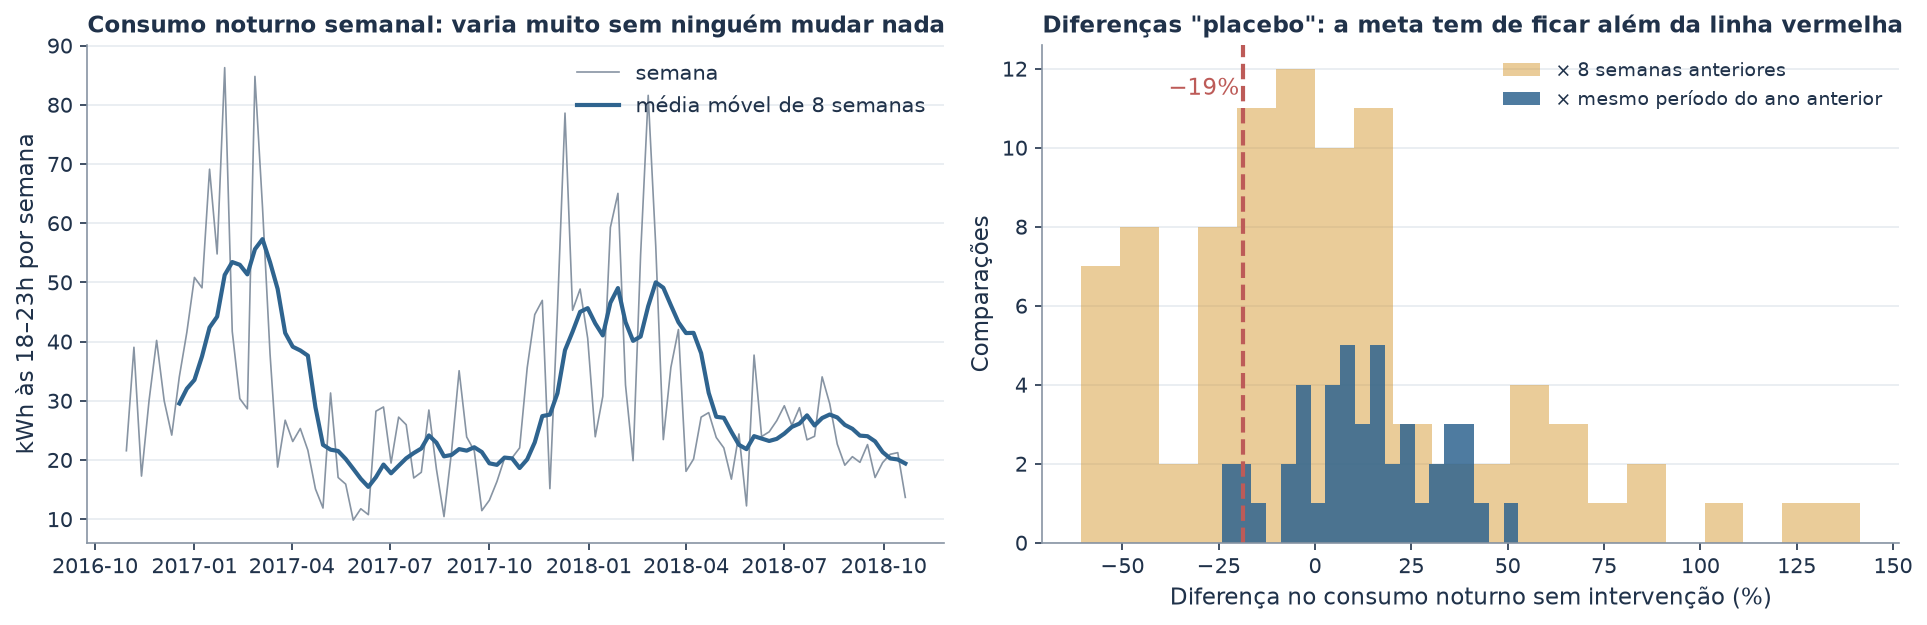 Consumo noturno semanal: varia muito sem ninguém mudar nada
kWh às 18–23h por semana
90
80
70
60
50
40
30
20
10
semana
média móvel de 8 semanas
2016-10 2017-01 2017-04 2017-07 2017-10 2018-01 2018-04 2018-07 2018-10
Diferenças "placebo": a meta tem de ficar além da linha vermelha
Comparações
12
10
8
6
4
2
0
−19%
× 8 semanas anteriores
× mesmo período do ano anterior
−50 −25 0 25 50 75 100 125 150
Diferença no consumo noturno sem intervenção (%)